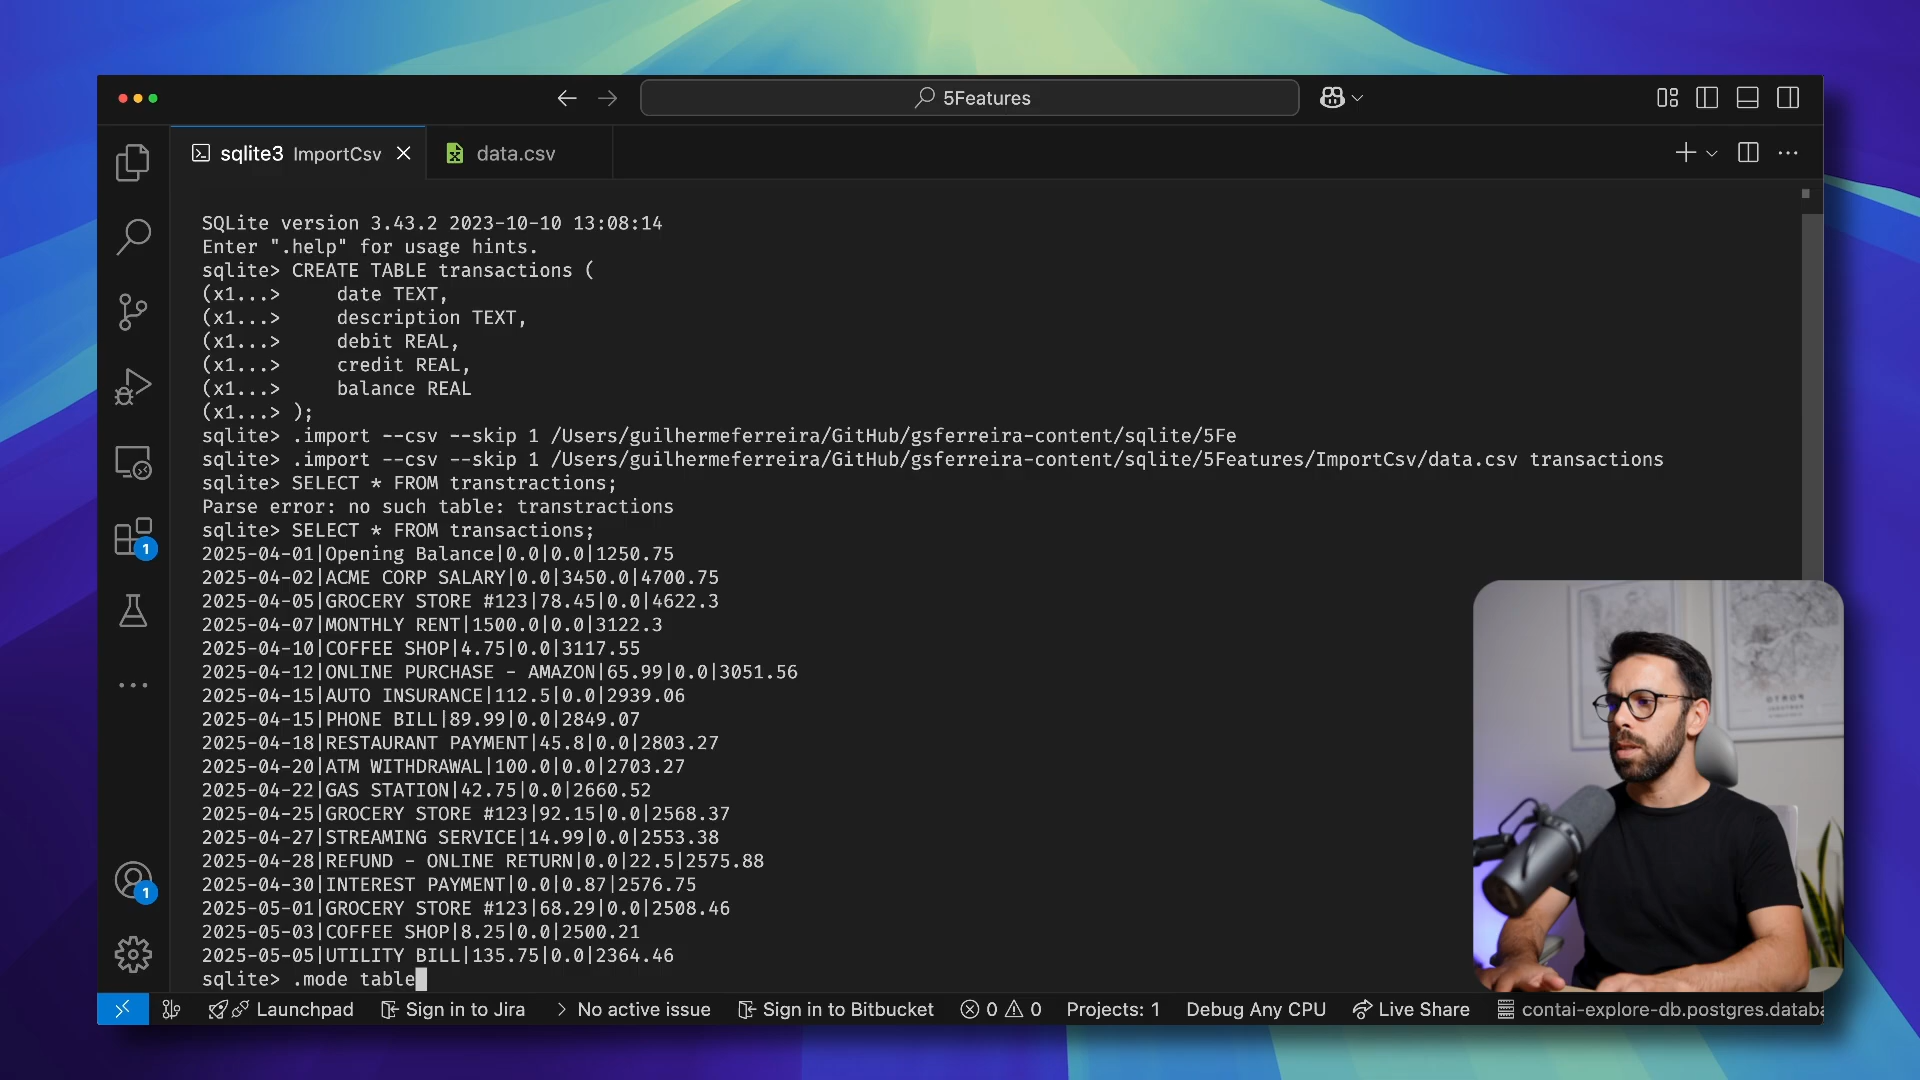 5Features
sqlite3 ImportCsv
data.csv
SQLite version 3.43.2 2023-10-10 13:08:14
Enter ".help" for usage hints.
sqlite> CREATE TABLE transactions (
(x1...>     date TEXT,
(x1...>     description TEXT,
(x1...>     debit REAL,
(x1...>     credit REAL,
(x1...>     balance REAL
(x1...> );
sqlite> .import --csv --skip 1 /Users/guilhermeferreira/GitHub/gsferreira-content/sqlite/5Fe
sqlite> .import --csv --skip 1 /Users/guilhermeferreira/GitHub/gsferreira-content/sqlite/5Features/ImportCsv/data.csv transactions
sqlite> SELECT * FROM transtractions;
Parse error: no such table: transtractions
sqlite> SELECT * FROM transactions;
2025-04-01|Opening Balance|0.0|0.0|1250.75
2025-04-02|ACME CORP SALARY|0.0|3450.0|4700.75
2025-04-05|GROCERY STORE #123|78.45|0.0|4622.3
2025-04-07|MONTHLY RENT|1500.0|0.0|3122.3
2025-04-10|COFFEE SHOP|4.75|0.0|3117.55
2025-04-12|ONLINE PURCHASE - AMAZON|65.99|0.0|3051.56
2025-04-15|AUTO INSURANCE|112.5|0.0|2939.06
2025-04-15|PHONE BILL|89.99|0.0|2849.07
2025-04-18|RESTAURANT PAYMENT|45.8|0.0|2803.27
2025-04-20|ATM WITHDRAWAL|100.0|0.0|2703.27
2025-04-22|GAS STATION|42.75|0.0|2660.52
2025-04-25|GROCERY STORE #123|92.15|0.0|2568.37
2025-04-27|STREAMING SERVICE|14.99|0.0|2553.38
2025-04-28|REFUND - ONLINE RETURN|0.0|22.5|2575.88
2025-04-30|INTEREST PAYMENT|0.0|0.87|2576.75
2025-05-01|GROCERY STORE #123|68.29|0.0|2508.46
2025-05-03|COFFEE SHOP|8.25|0.0|2500.21
2025-05-05|UTILITY BILL|135.75|0.0|2364.46
sqlite> .mode table
1
1
Launchpad Sign in to Jira No active issue Sign in to Bitbucket 0 0 Projects: 1 Debug Any CPU Live Share contai-explore-db.postgres.databa